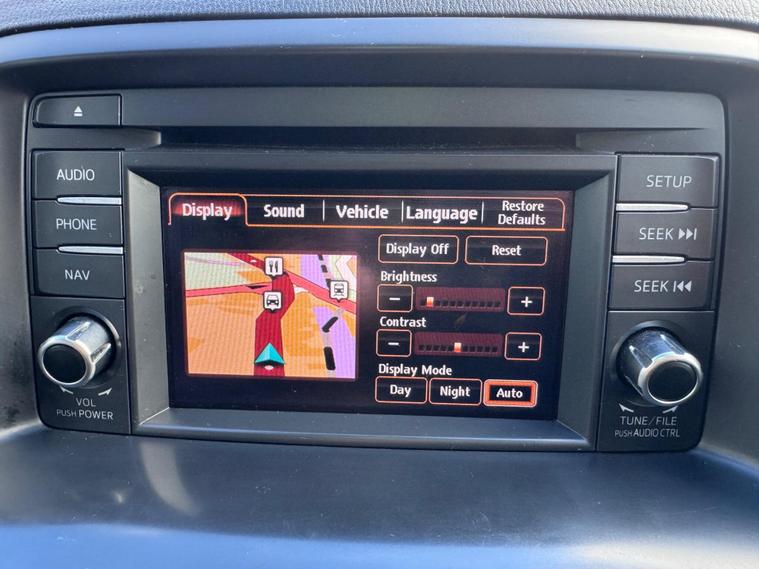 AUDIO
PHONE
NAV
VOL
PUSH POWER
Display Sound Vehicle Language Restore
Defaults
Display Off Reset
Brightness
− +
Contrast
− +
Display Mode
Day Night Auto
SETUP
SEEK
SEEK
TUNE/FILE
PUSH AUDIO CTRL